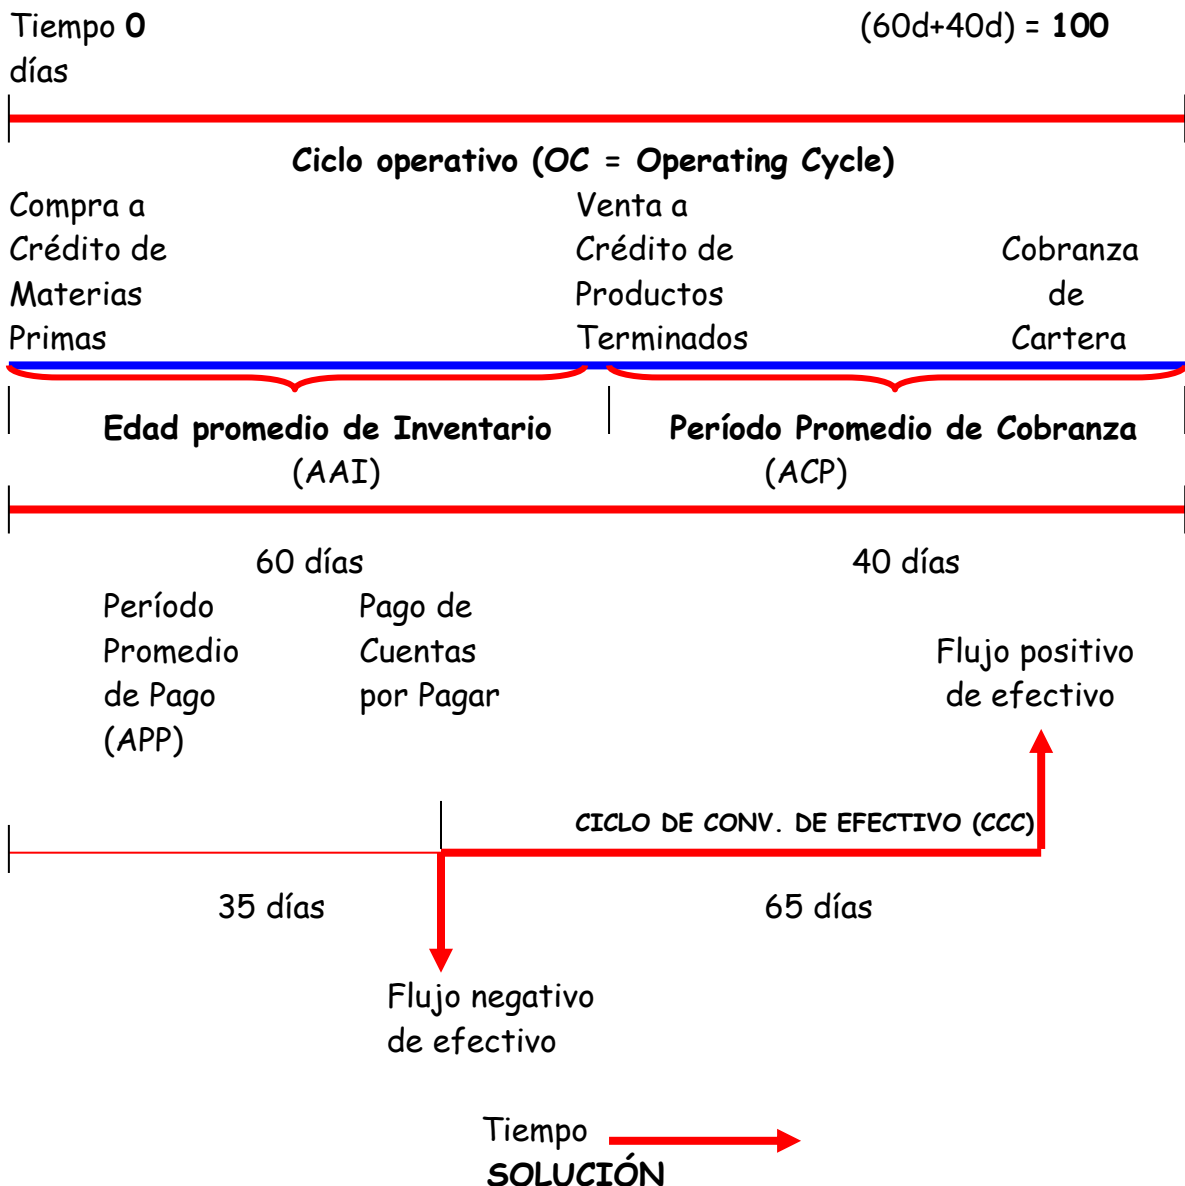 Tiempo 0
días
(60d+40d) = 100
Ciclo operativo (OC = Operating Cycle)
Compra a
Crédito de
Materias
Primas
Venta a
Crédito de
Productos
Terminados
Cobranza
de
Cartera
Edad promedio de Inventario
(AAI)
Período Promedio de Cobranza
(ACP)
60 días
40 días
Período
Promedio
de Pago
(APP)
Pago de
Cuentas
por Pagar
Flujo positivo
de efectivo
CICLO DE CONV. DE EFECTIVO (CCC)
35 días
65 días
Flujo negativo
de efectivo
Tiempo
SOLUCIÓN